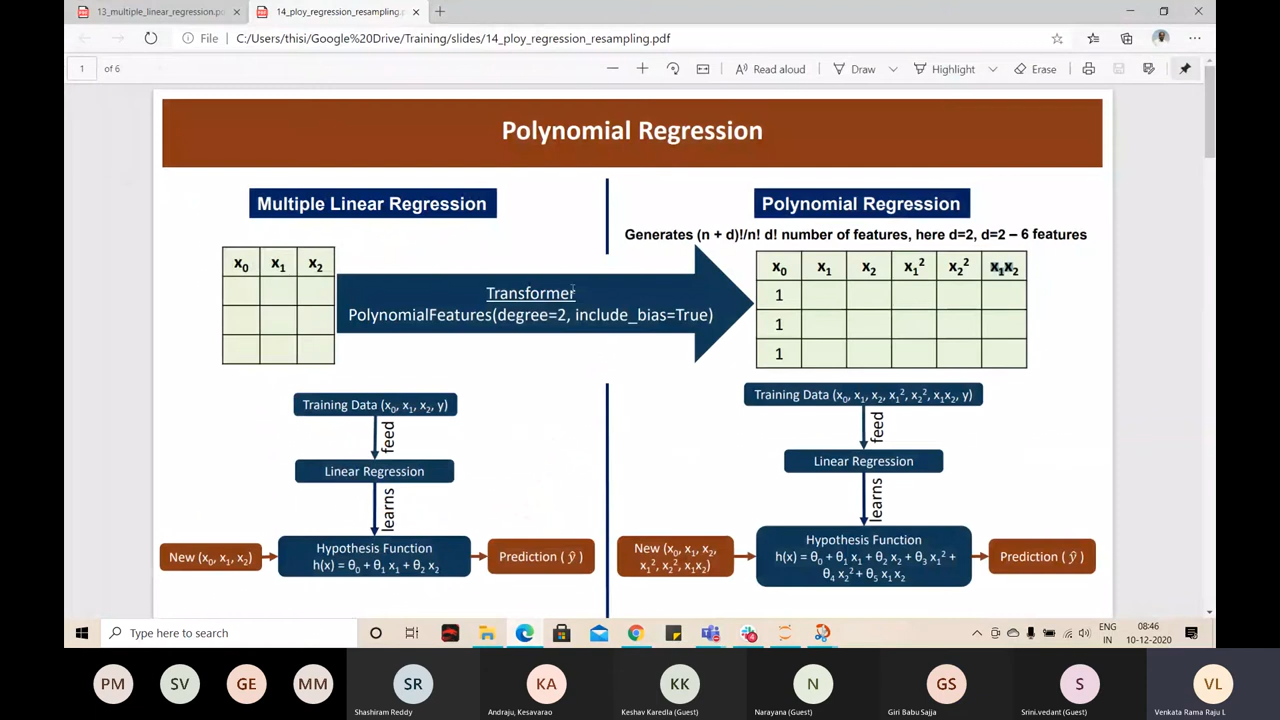 13_multiple_linear_regression.pd
14_ploy_regression_resampling.p
File
C:/Users/thisi/Google%20Drive/Training/slides/14_ploy_regression_resampling.pdf
1 of 6
Read aloud
Draw
Highlight
Erase
Polynomial Regression
Multiple Linear Regression
x₀ x₁ x₂
Transformer
PolynomialFeatures(degree=2, include_bias=True)
Training Data (x₀, x₁, x₂, y)
feed
Linear Regression
learns
New (x₀, x₁, x₂)
Hypothesis Function
h(x) = θ₀ + θ₁ x₁ + θ₂ x₂
Prediction ( ŷ )
Polynomial Regression
Generates (n + d)!/n! d! number of features, here d=2, d=2 – 6 features
x₀ x₁ x₂ x₁² x₂² x₁x₂
1
1
1
Training Data (x₀, x₁, x₂, x₁², x₂², x₁x₂, y)
feed
Linear Regression
learns
New (x₀, x₁, x₂,
x₁², x₂², x₁x₂)
Hypothesis Function
h(x) = θ₀ + θ₁ x₁ + θ₂ x₂ + θ₃ x₁² +
θ₄ x₂² + θ₅ x₁ x₂
Prediction ( ŷ )
Type here to search
ENG
IN
08:46
10-12-2020
PM
SV
GE
MM
SR
Shashiram Reddy
KA
Andraju, Kesavarao
KK
Keshav Karedla (Guest)
N
Narayana (Guest)
GS
Giri Babu Sajja
S
Srini.vedant (Guest)
VL
Venkata Rama Raju L